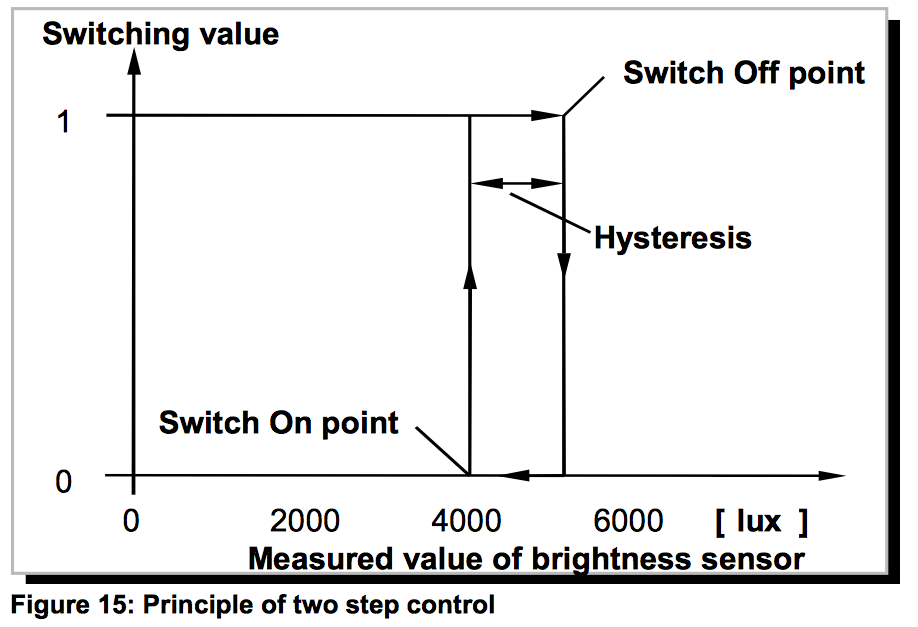 Switching value
Switch Off point
1
Hysteresis
Switch On point
0
0 2000 4000 6000 [ lux ]
Measured value of brightness sensor
Figure 15: Principle of two step control